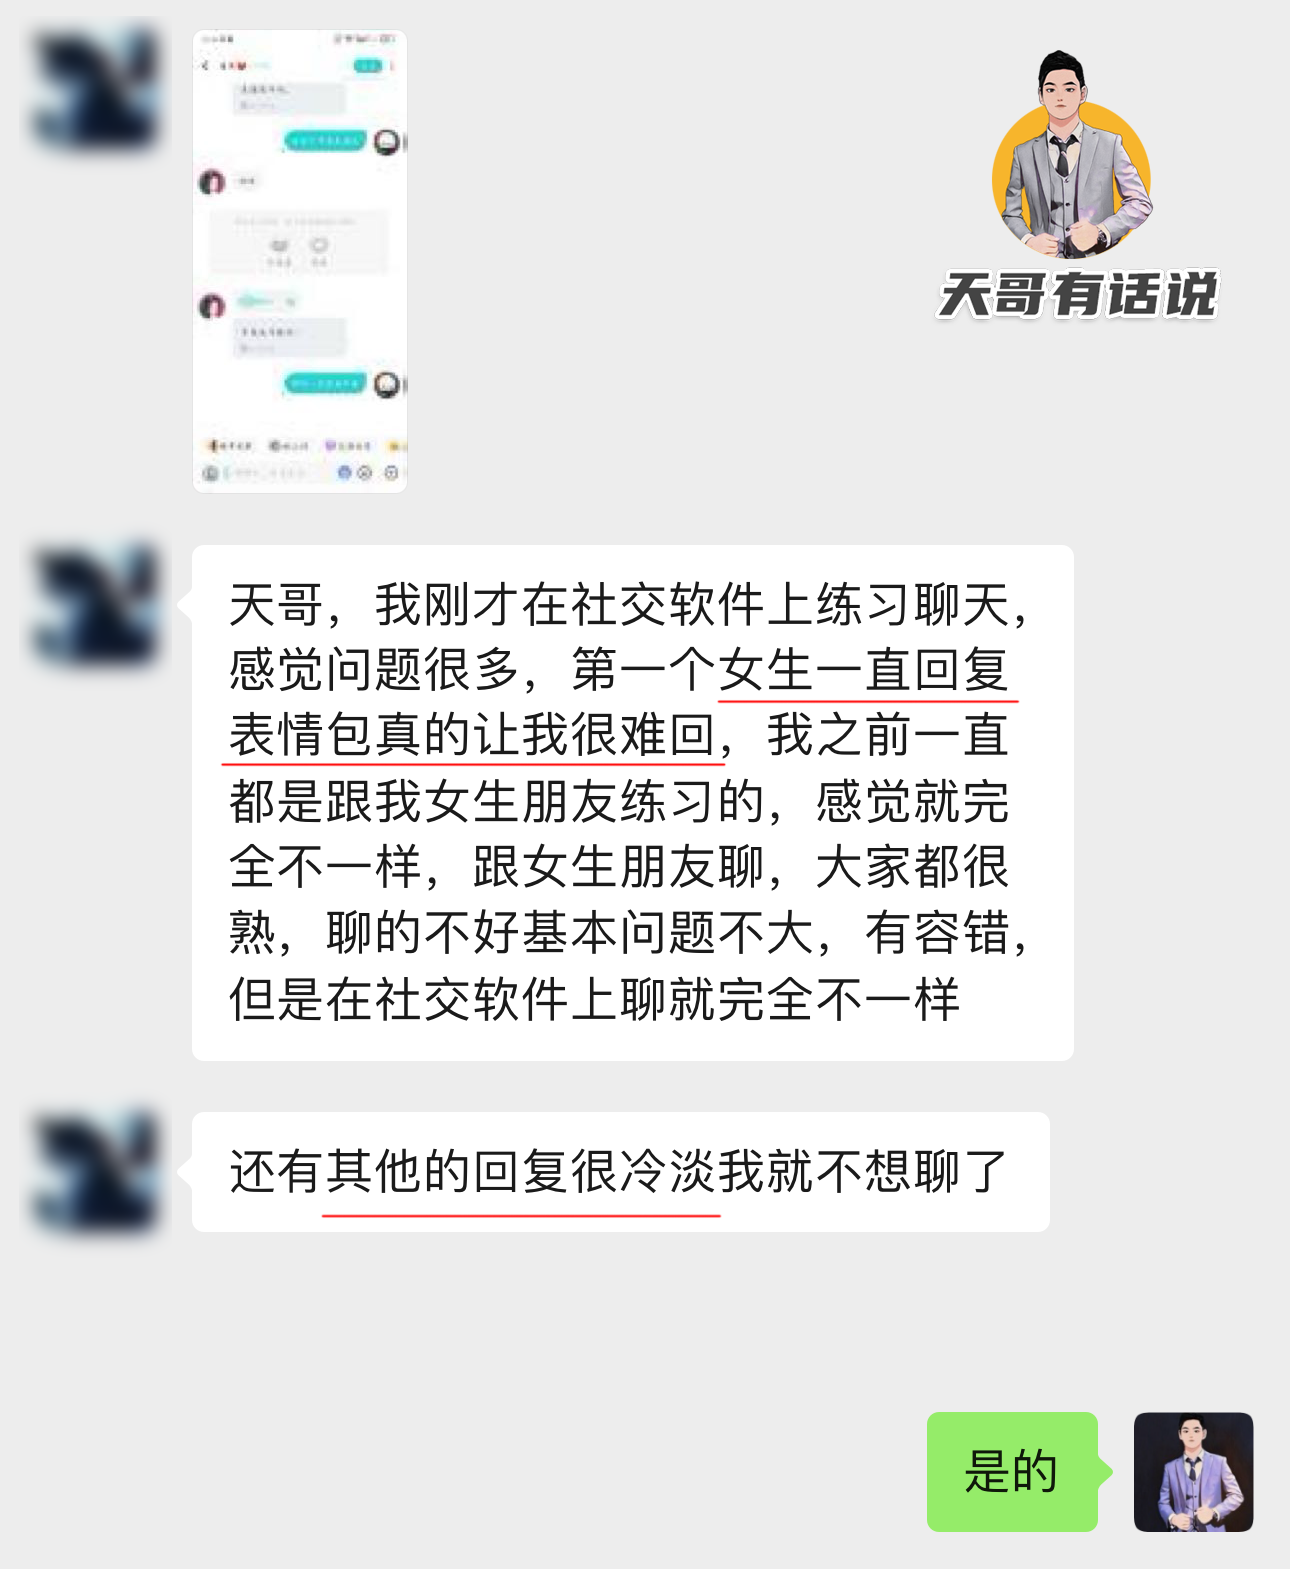 天哥有话说
天哥，我刚才在社交软件上练习聊天，
感觉问题很多，第一个女生一直回复
表情包真的让我很难回，我之前一直
都是跟我女生朋友练习的，感觉就完
全不一样，跟女生朋友聊，大家都很
熟，聊的不好基本问题不大，有容错，
但是在社交软件上聊就完全不一样
还有其他的回复很冷淡我就不想聊了
是的